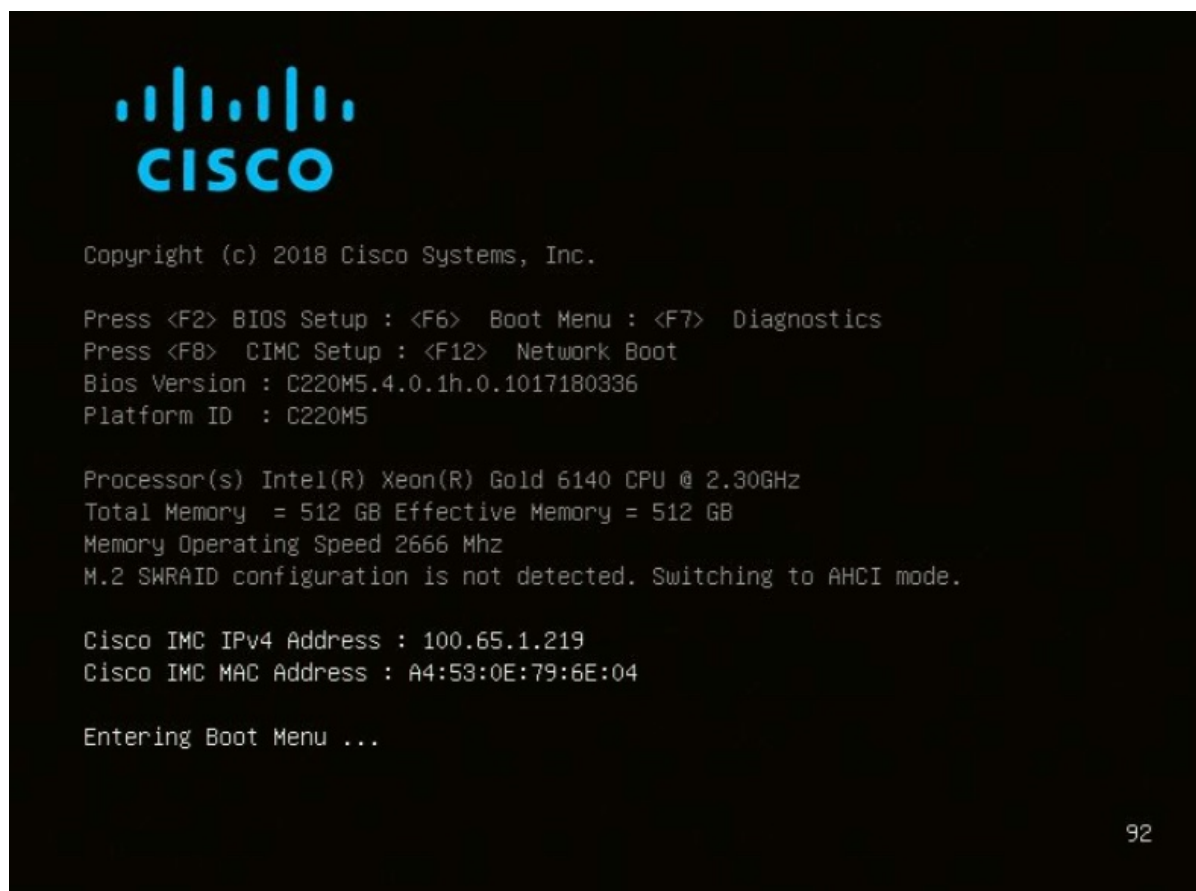 CISCO
Copyright (c) 2018 Cisco Systems, Inc.
Press <F2> BIOS Setup : <F6>  Boot Menu : <F7>  Diagnostics
Press <F8>  CIMC Setup : <F12>  Network Boot
Bios Version : C220M5.4.0.1h.0.1017180336
Platform ID  : C220M5
Processor(s) Intel(R) Xeon(R) Gold 6140 CPU @ 2.30GHz
Total Memory  = 512 GB Effective Memory = 512 GB
Memory Operating Speed 2666 Mhz
M.2 SWRAID configuration is not detected. Switching to AHCI mode.
Cisco IMC IPv4 Address : 100.65.1.219
Cisco IMC MAC Address : A4:53:0E:79:6E:04
Entering Boot Menu ...
92